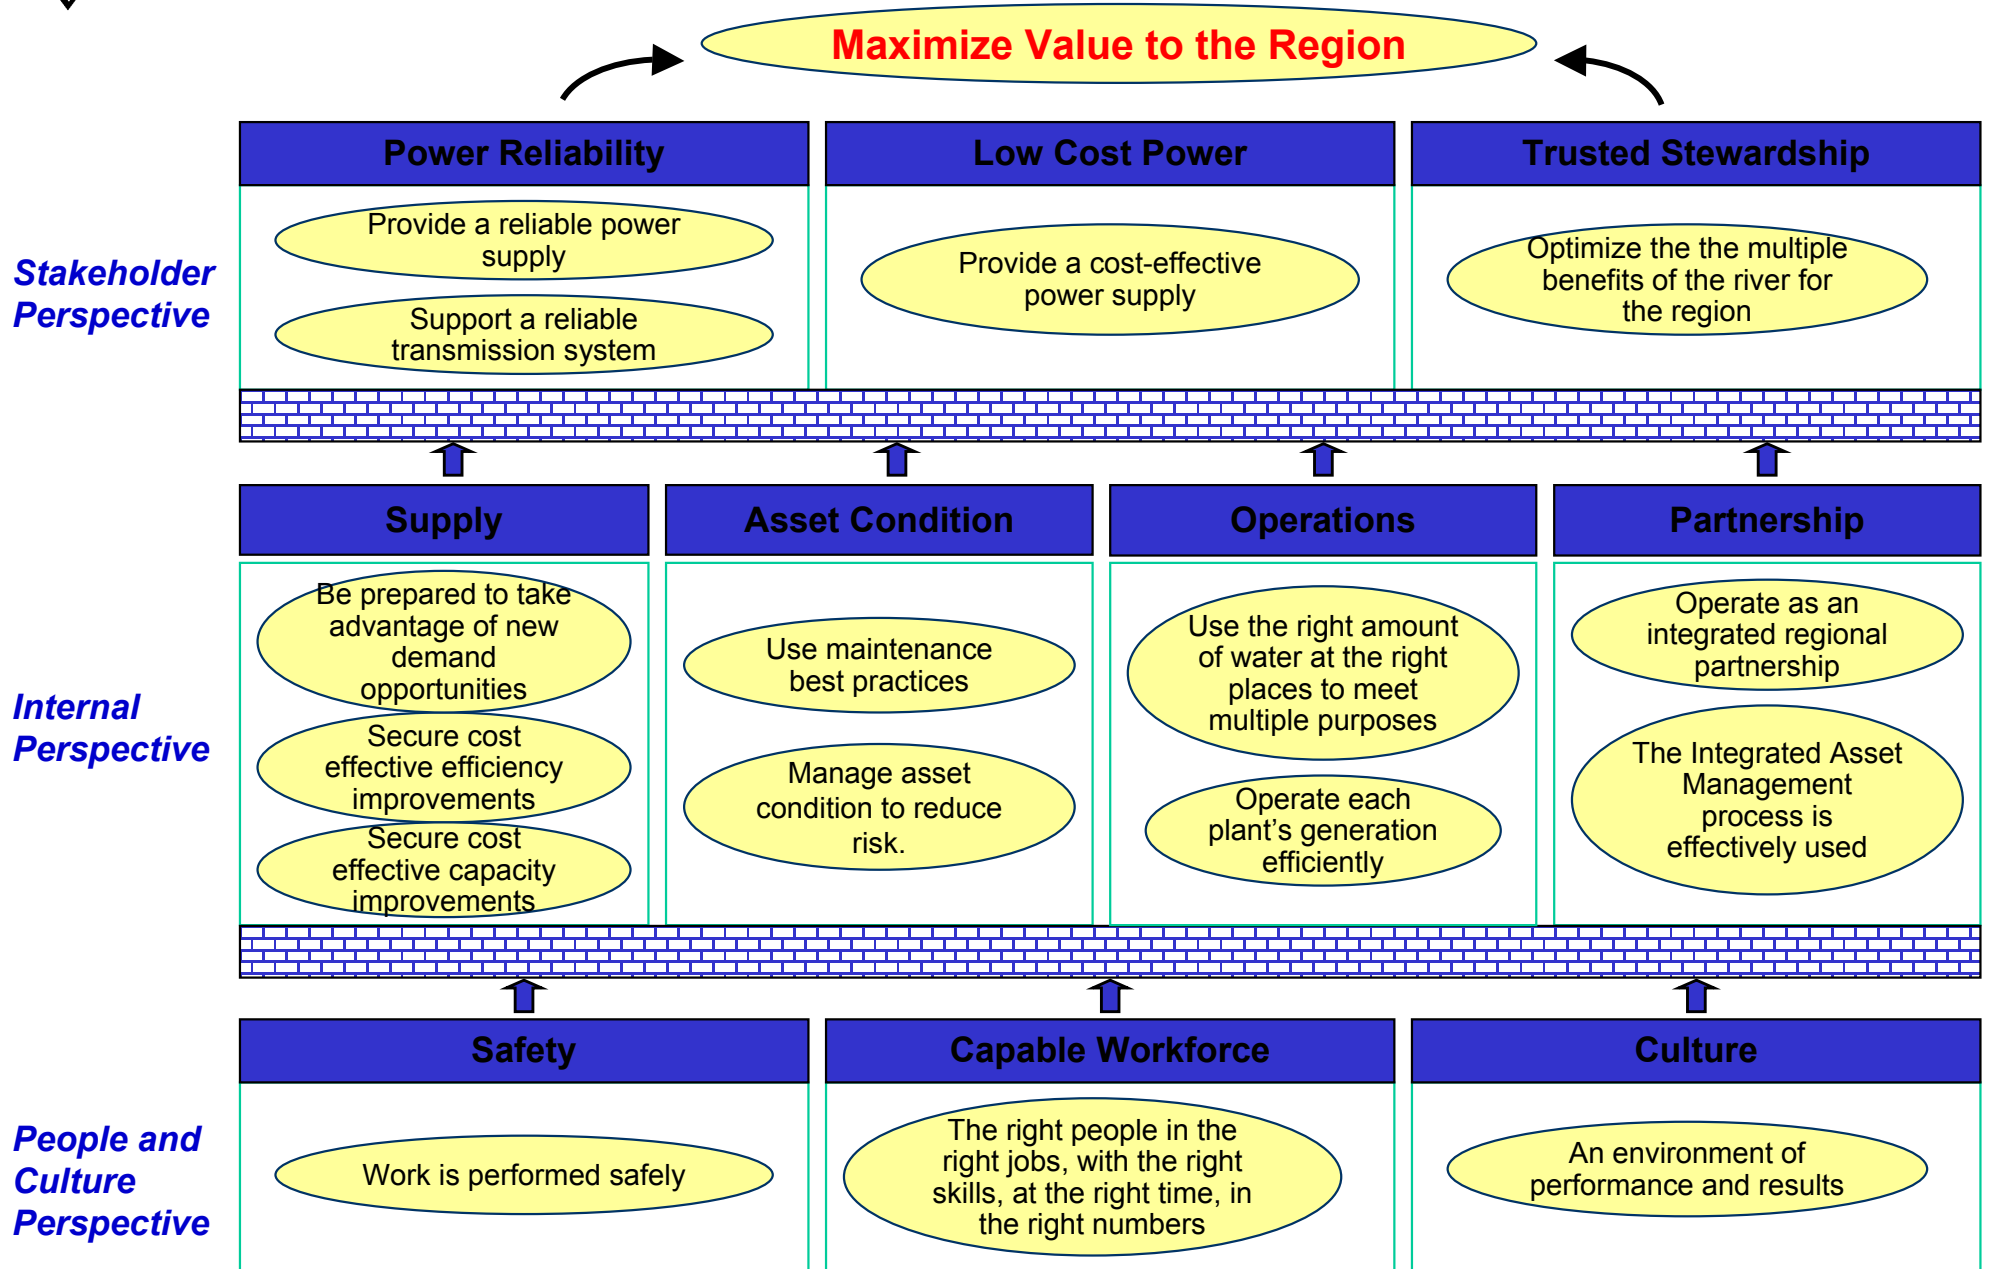 Maximize Value to the Region
Power Reliability
Low Cost Power
Trusted Stewardship
Stakeholder
Perspective
Provide a reliable power
supply
Support a reliable
transmission system
Provide a cost-effective
power supply
Optimize the the multiple
benefits of the river for
the region
Supply
Asset Condition
Operations
Partnership
Internal
Perspective
Be prepared to take
advantage of new
demand
opportunities
Secure cost
effective efficiency
improvements
Secure cost
effective capacity
improvements
Use maintenance
best practices
Manage asset
condition to reduce
risk.
Use the right amount
of water at the right
places to meet
multiple purposes
Operate each
plant’s generation
efficiently
Operate as an
integrated regional
partnership
The Integrated Asset
Management
process is
effectively used
Safety
Capable Workforce
Culture
People and
Culture
Perspective
Work is performed safely
The right people in the
right jobs, with the right
skills, at the right time, in
the right numbers
An environment of
performance and results